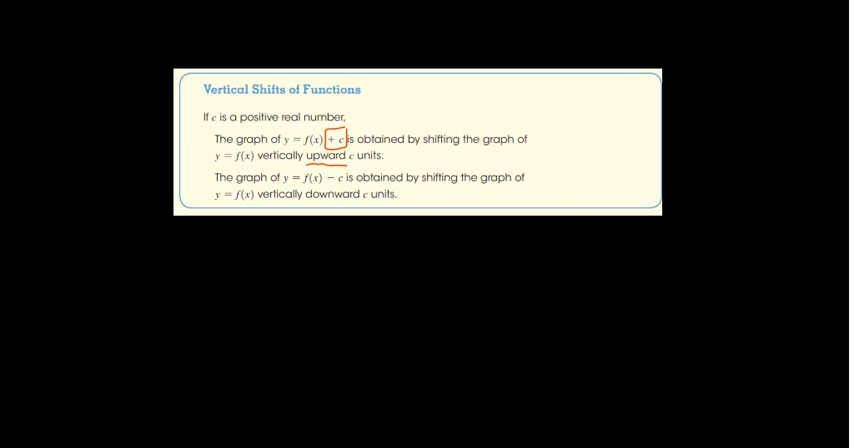 Vertical Shifts of Functions
If c is a positive real number,
The graph of y = f(x) + c is obtained by shifting the graph of
y = f(x) vertically upward c units.
The graph of y = f(x) − c is obtained by shifting the graph of
y = f(x) vertically downward c units.